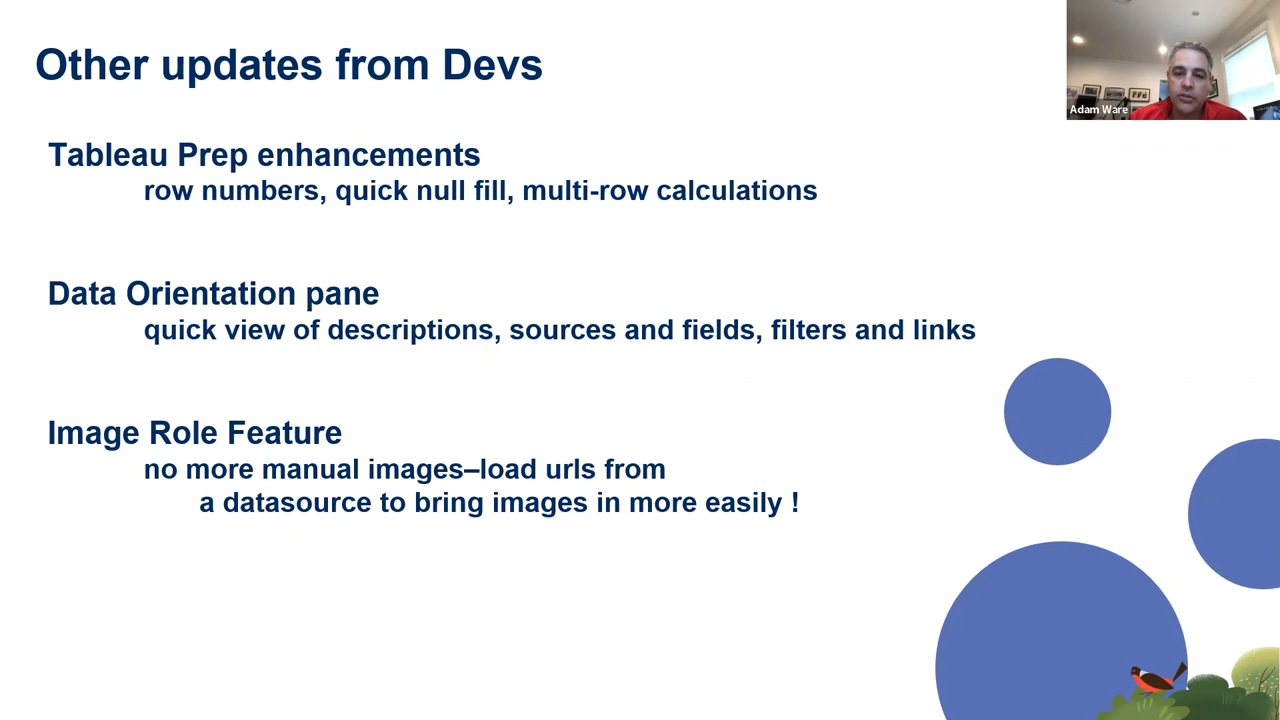 Other updates from Devs
Adam Ware
Tableau Prep enhancements
row numbers, quick null fill, multi-row calculations
Data Orientation pane
quick view of descriptions, sources and fields, filters and links
Image Role Feature
no more manual images–load urls from
a datasource to bring images in more easily !